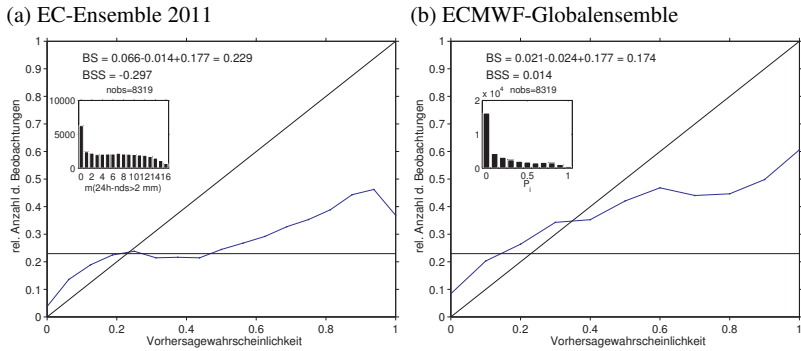 (a) EC-Ensemble 2011
BS = 0.066-0.014+0.177 = 0.229
BSS = -0.297
nobs=8319
10000
5000
0
0 2 4 6 8 10 12 14 16
m(24h-nds>2 mm)
rel. Anzahl d. Beobachtungen
1
0.9
0.8
0.7
0.6
0.5
0.4
0.3
0.2
0.1
0
0 0.2 0.4 0.6 0.8 1
Vorhersagewahrscheinlichkeit
(b) ECMWF-Globalensemble
BS = 0.021-0.024+0.177 = 0.174
BSS = 0.014
nobs=8319
x 10^4
2
1
0
0 0.5 1
P_i
rel. Anzahl d. Beobachtungen
1
0.9
0.8
0.7
0.6
0.5
0.4
0.3
0.2
0.1
0
0 0.2 0.4 0.6 0.8 1
Vorhersagewahrscheinlichkeit